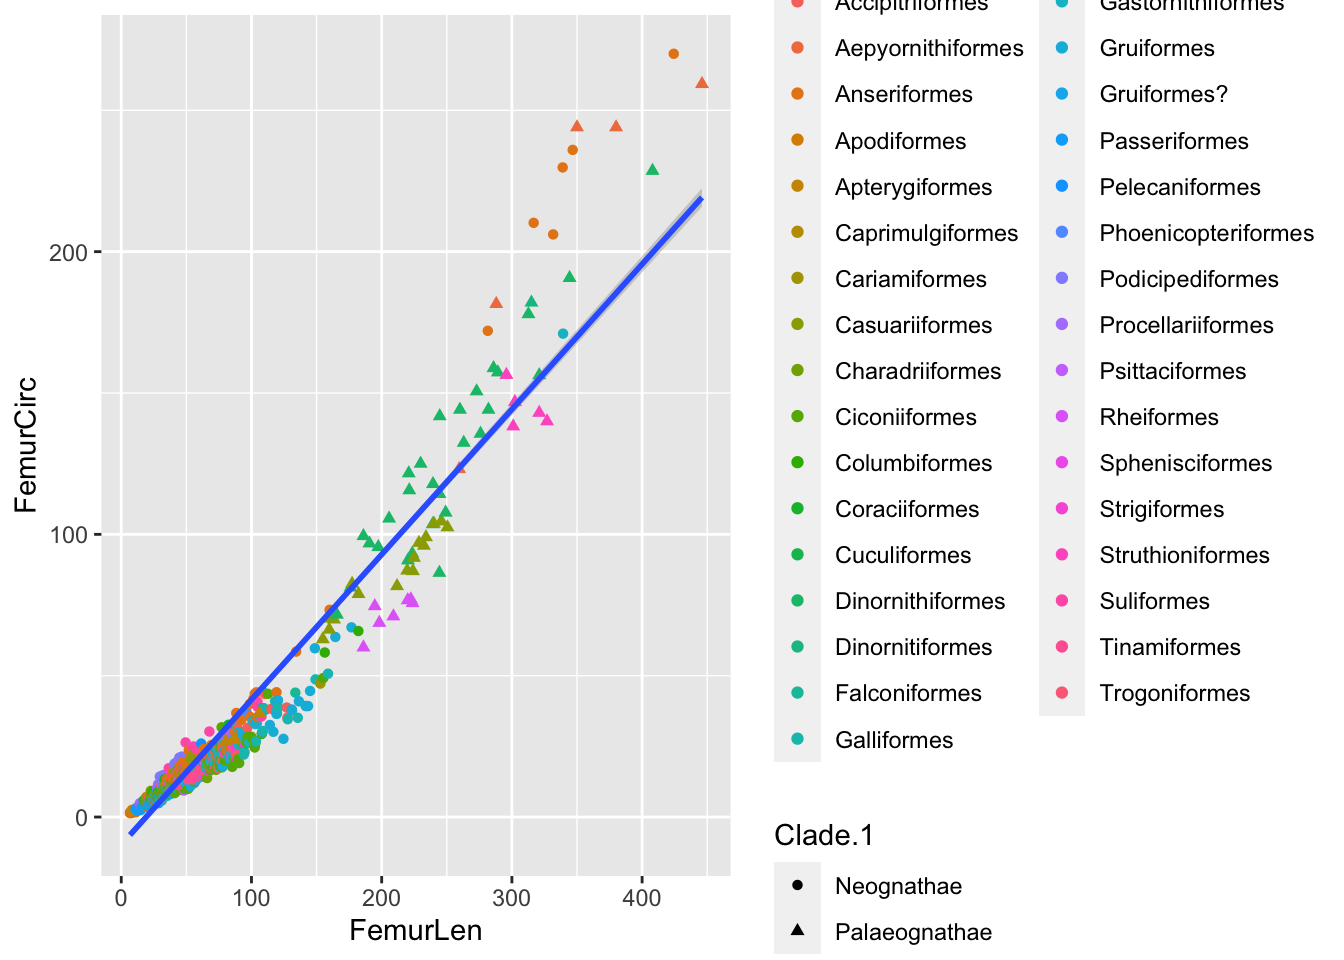 FemurCirc
200
100
0
0
100
200
300
400
FemurLen
Accipitriformes
Aepyornithiformes
Anseriformes
Apodiformes
Apterygiformes
Caprimulgiformes
Cariamiformes
Casuariiformes
Charadriiformes
Ciconiiformes
Columbiformes
Coraciiformes
Cuculiformes
Dinornithiformes
Dinornitiformes
Falconiformes
Galliformes
Gastornithiformes
Gruiformes
Gruiformes?
Passeriformes
Pelecaniformes
Phoenicopteriformes
Podicipediformes
Procellariiformes
Psittaciformes
Rheiformes
Sphenisciformes
Strigiformes
Struthioniformes
Suliformes
Tinamiformes
Trogoniformes
Clade.1
Neognathae
Palaeognathae